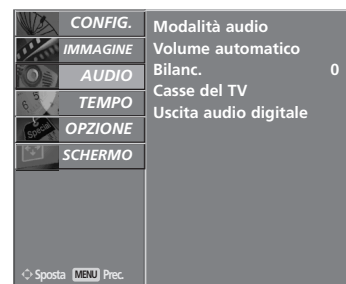 CONFIG.
IMMAGINE
AUDIO
TEMPO
OPZIONE
SCHERMO
Modalità audio
Volume automatico
Bilanc. 0
Casse del TV
Uscita audio digitale
Sposta MENU Prec.